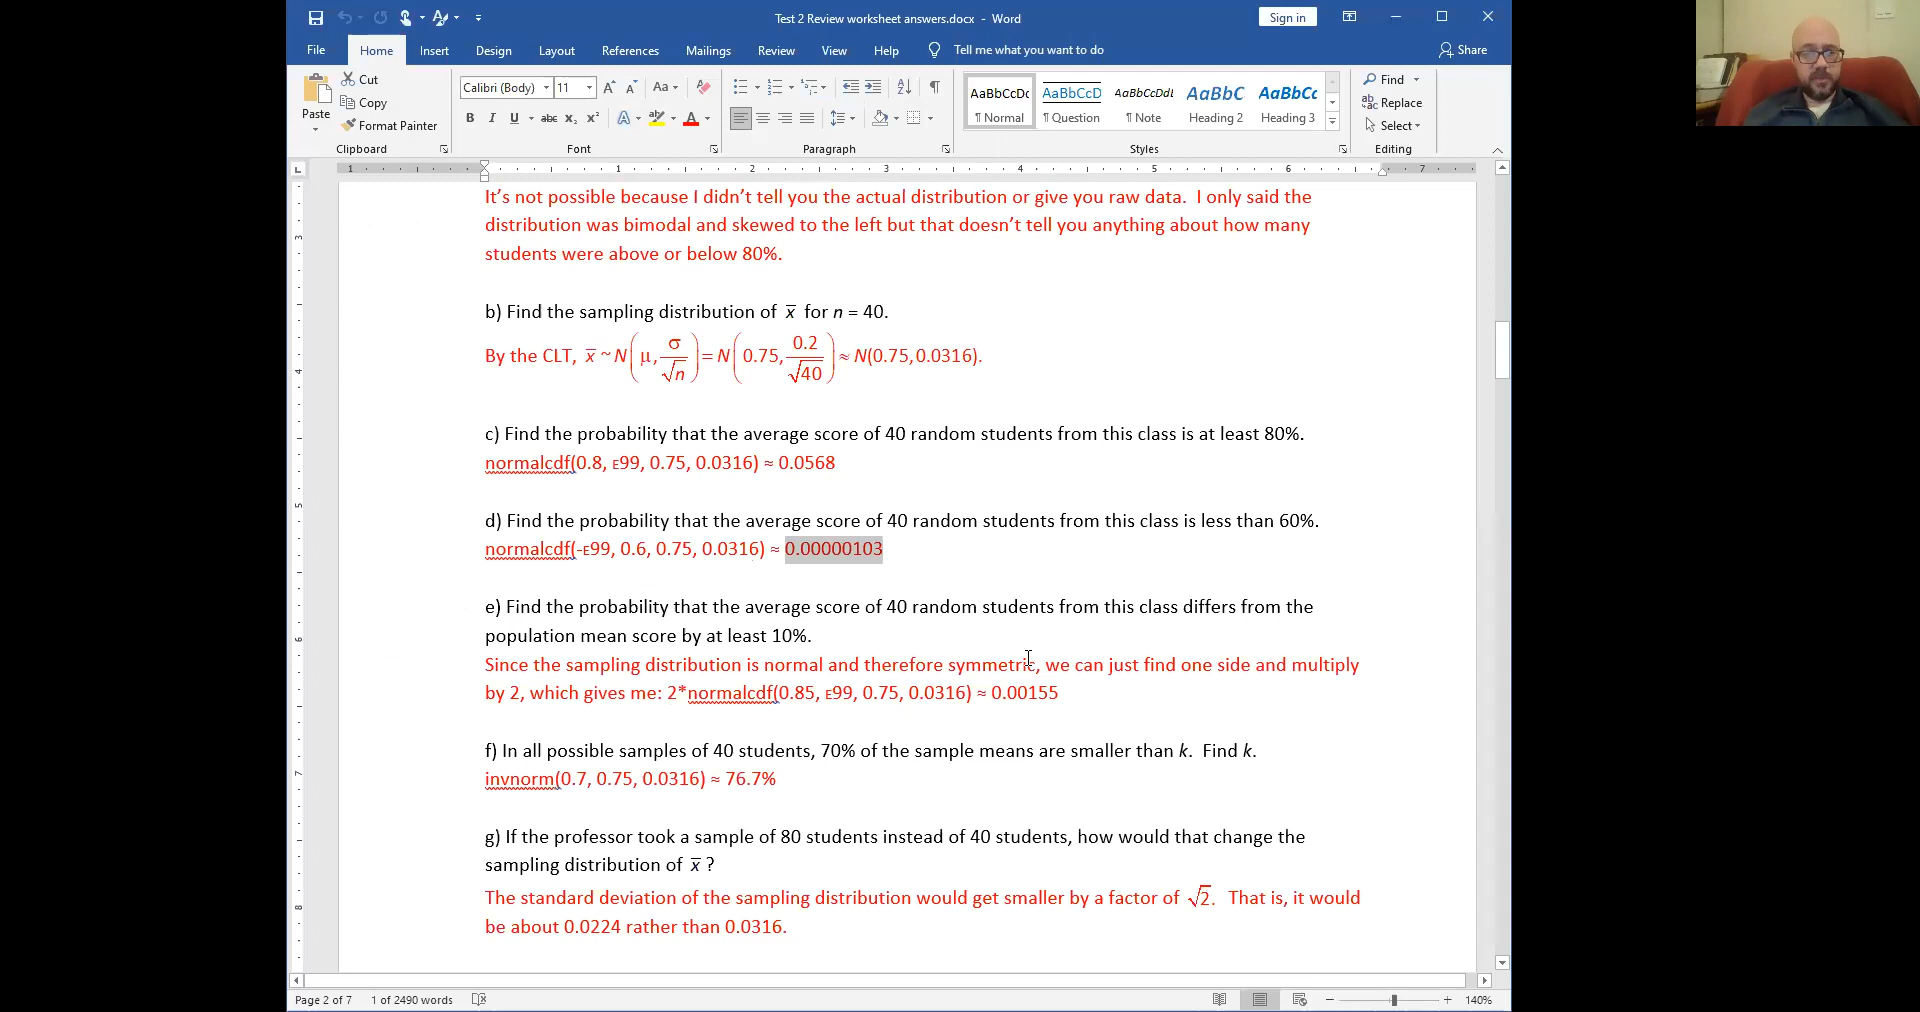 Test 2 Review worksheet answers.docx - Word
Sign in
File Home Insert Design Layout References Mailings Review View Help Tell me what you want to do Share
Paste
Cut
Copy
Format Painter
Clipboard
Calibri (Body) 11
Font
Paragraph
AaBbCcDc AaBbCcD AaBbCcDdE AaBbC AaBbCc
¶ Normal ¶ Question ¶ Note Heading 2 Heading 3
Styles
Find
Replace
Select
Editing
1 1 2 3 4 5 6 7
It's not possible because I didn't tell you the actual distribution or give you raw data. I only said the
distribution was bimodal and skewed to the left but that doesn't tell you anything about how many
students were above or below 80%.
b) Find the sampling distribution of x̅ for n = 40.
By the CLT, x̅ ~ N(μ, σ/√n) = N(0.75, 0.2/√40) ≈ N(0.75,0.0316).
c) Find the probability that the average score of 40 random students from this class is at least 80%.
normalcdf(0.8, E99, 0.75, 0.0316) ≈ 0.0568
d) Find the probability that the average score of 40 random students from this class is less than 60%.
normalcdf(-E99, 0.6, 0.75, 0.0316) ≈ 0.00000103
e) Find the probability that the average score of 40 random students from this class differs from the
population mean score by at least 10%.
Since the sampling distribution is normal and therefore symmetric, we can just find one side and multiply
by 2, which gives me: 2*normalcdf(0.85, E99, 0.75, 0.0316) ≈ 0.00155
f) In all possible samples of 40 students, 70% of the sample means are smaller than k. Find k.
invnorm(0.7, 0.75, 0.0316) ≈ 76.7%
g) If the professor took a sample of 80 students instead of 40 students, how would that change the
sampling distribution of x̅ ?
The standard deviation of the sampling distribution would get smaller by a factor of √2. That is, it would
be about 0.0224 rather than 0.0316.
Page 2 of 7 1 of 2490 words 140%